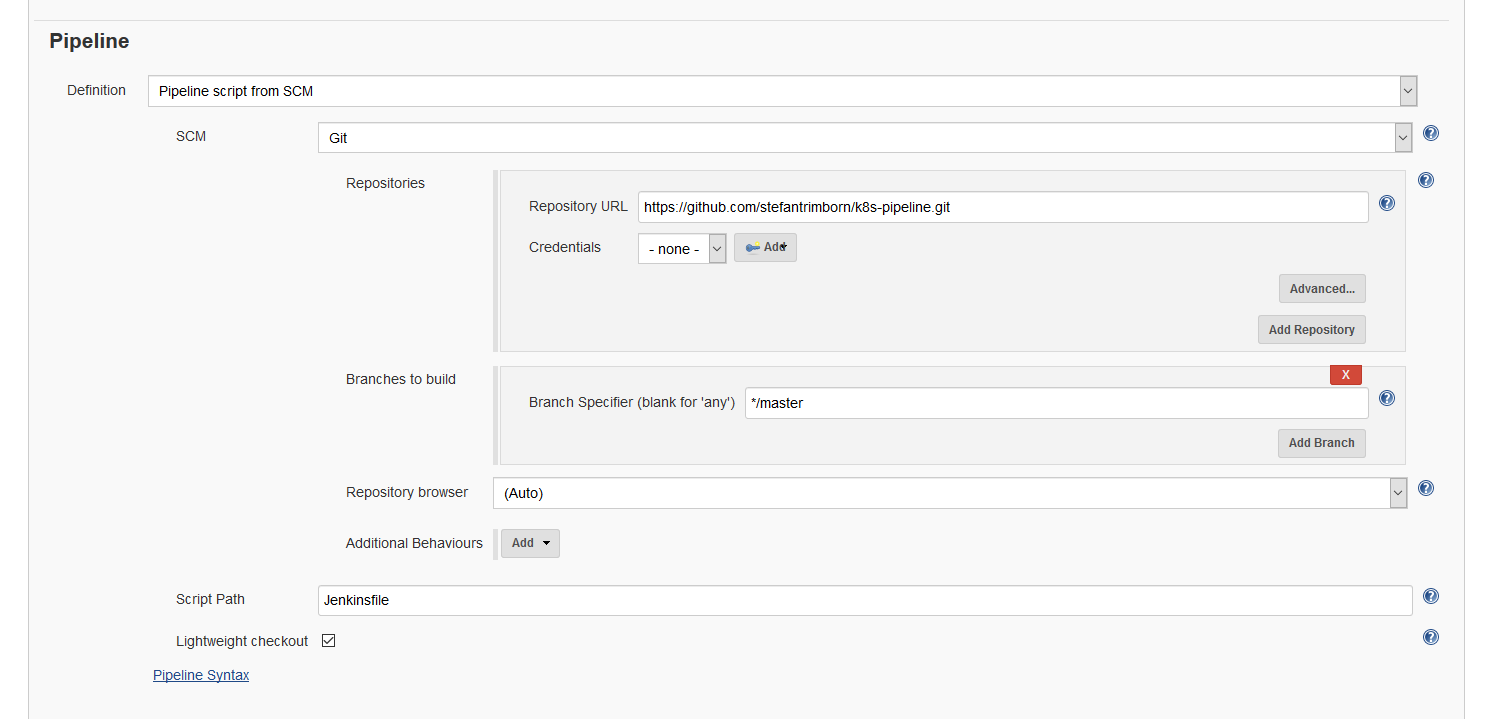 Pipeline
Definition
Pipeline script from SCM
SCM
Git
Repositories
Repository URL
https://github.com/stefantrimborn/k8s-pipeline.git
Credentials
- none -
Add
Advanced...
Add Repository
Branches to build
X
Branch Specifier (blank for 'any')
*/master
Add Branch
Repository browser
(Auto)
Additional Behaviours
Add
Script Path
Jenkinsfile
Lightweight checkout
Pipeline Syntax